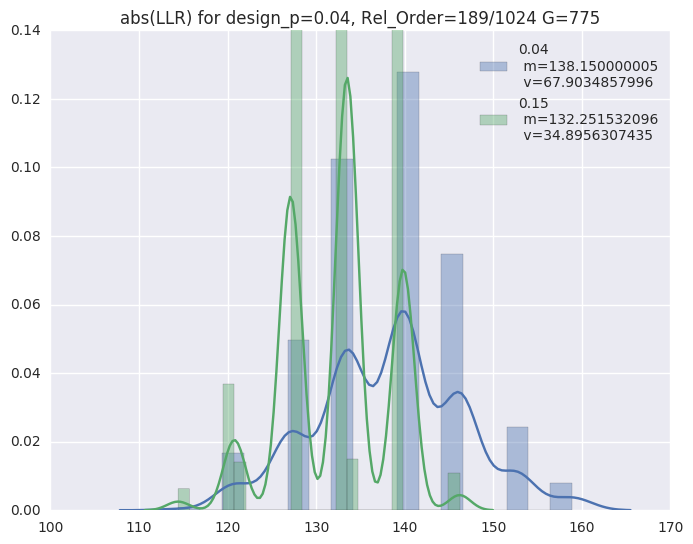 abs(LLR) for design_p=0.04, Rel_Order=189/1024 G=775
0.14
0.12
0.10
0.08
0.06
0.04
0.02
0.00
0.04
m=138.150000005
v=67.9034857996
0.15
m=132.251532096
v=34.8956307435
100 110 120 130 140 150 160 170